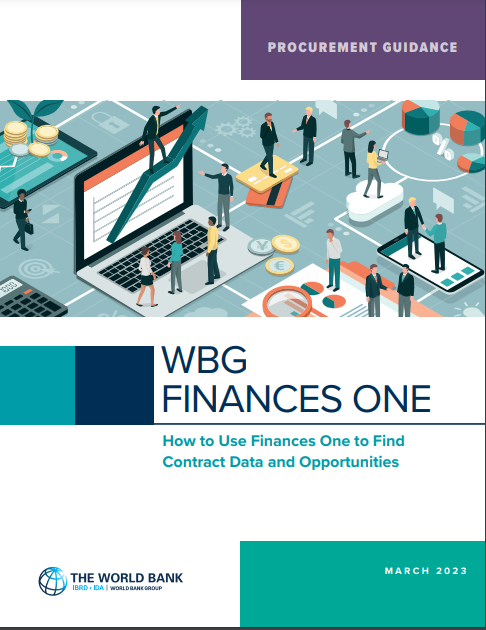 PROCUREMENT GUIDANCE
WBG
FINANCES ONE
How to Use Finances One to Find
Contract Data and Opportunities
MARCH 2023
THE WORLD BANK
IBRD • IDA | WORLD BANK GROUP